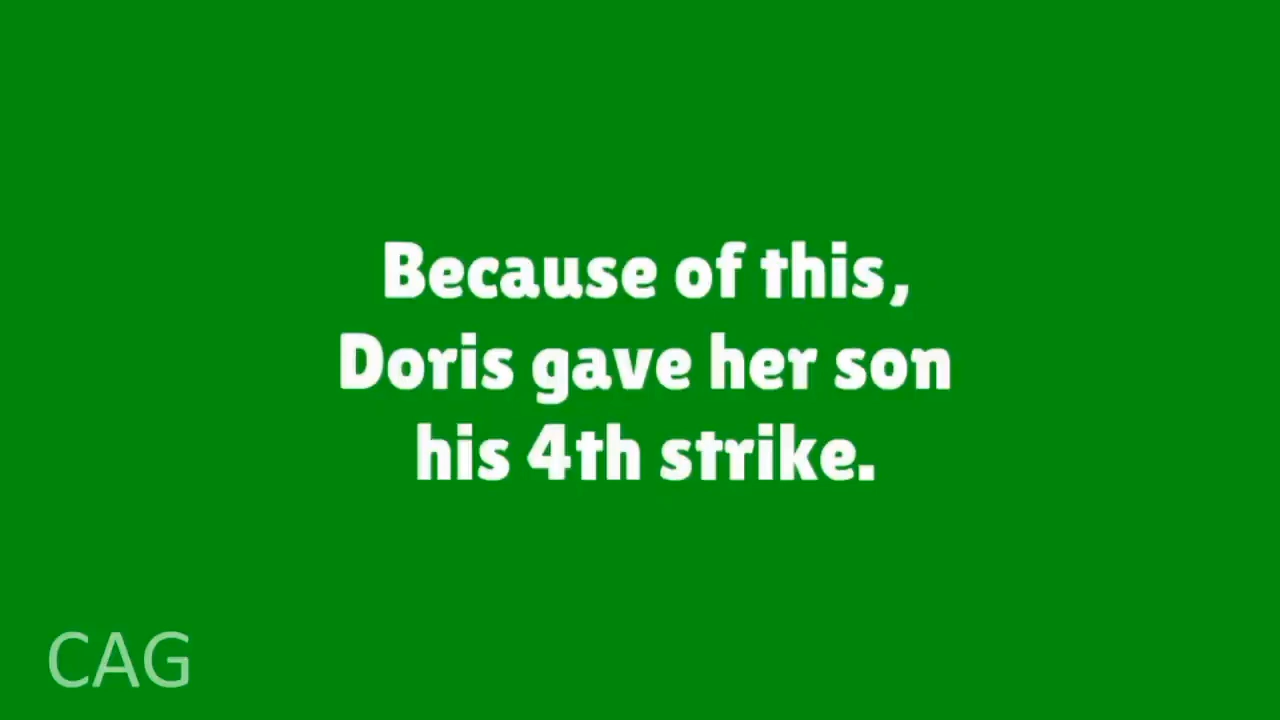 Because of this,
Doris gave her son
his 4th strike.
CAG